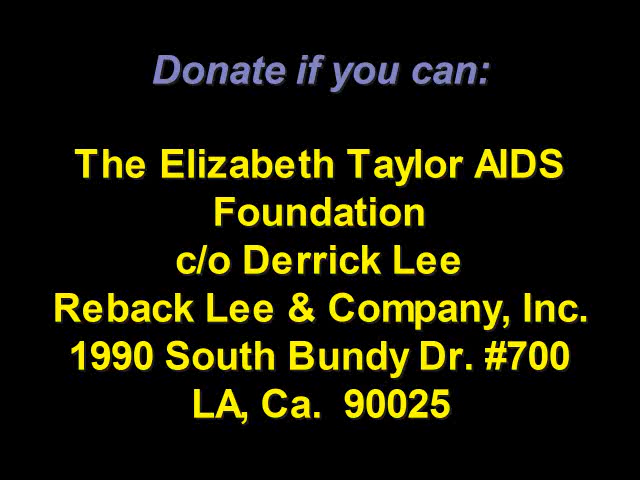 Donate if you can:
The Elizabeth Taylor AIDS
Foundation
c/o Derrick Lee
Reback Lee & Company, Inc.
1990 South Bundy Dr. #700
LA, Ca.  90025